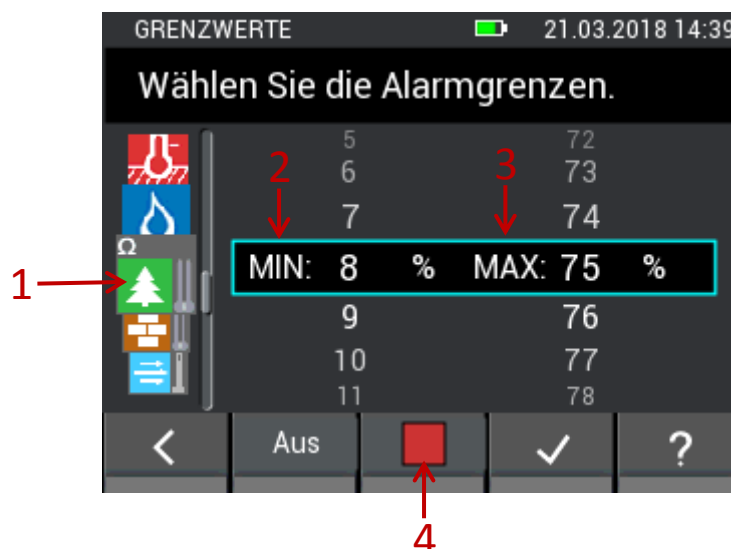 GRENZWERTE 21.03.2018 14:39
Wählen Sie die Alarmgrenzen.
5 72
2 6 3 73
7 74
Ω
1 MIN: 8 % MAX: 75 %
9 76
10 77
11 78
< Aus ?
4